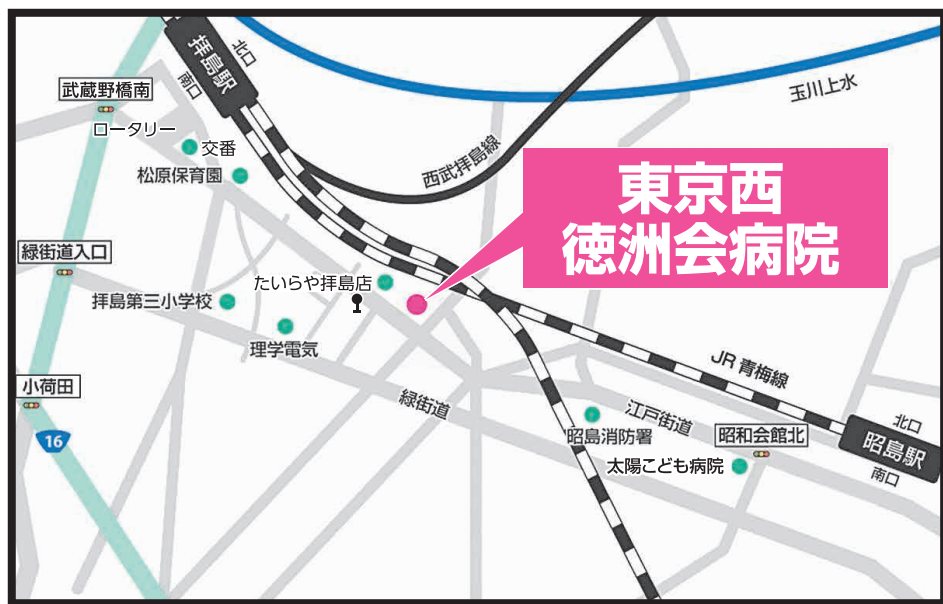 拝島駅
北口
南口
武蔵野橋南
ロータリー
交番
松原保育園
玉川上水
西武拝島線
東京西
徳洲会病院
緑街道入口
たいらや拝島店
拝島第三小学校
理学電気
小荷田
16
緑街道
JR 青梅線
江戸街道
昭島消防署
昭和会館北
太陽こども病院
北口
昭島駅
南口